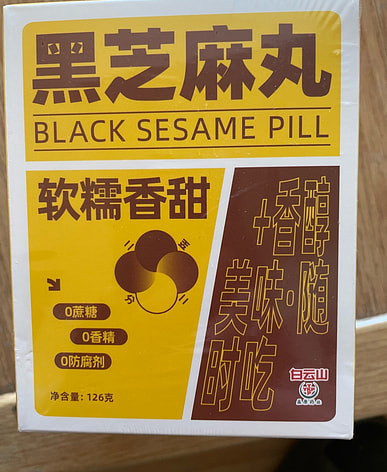 黑芝麻丸
BLACK SESAME PILL
软糯香甜
+香醇
美味·随
时吃
0蔗糖
0香精
0防腐剂
净含量：126克
白云山